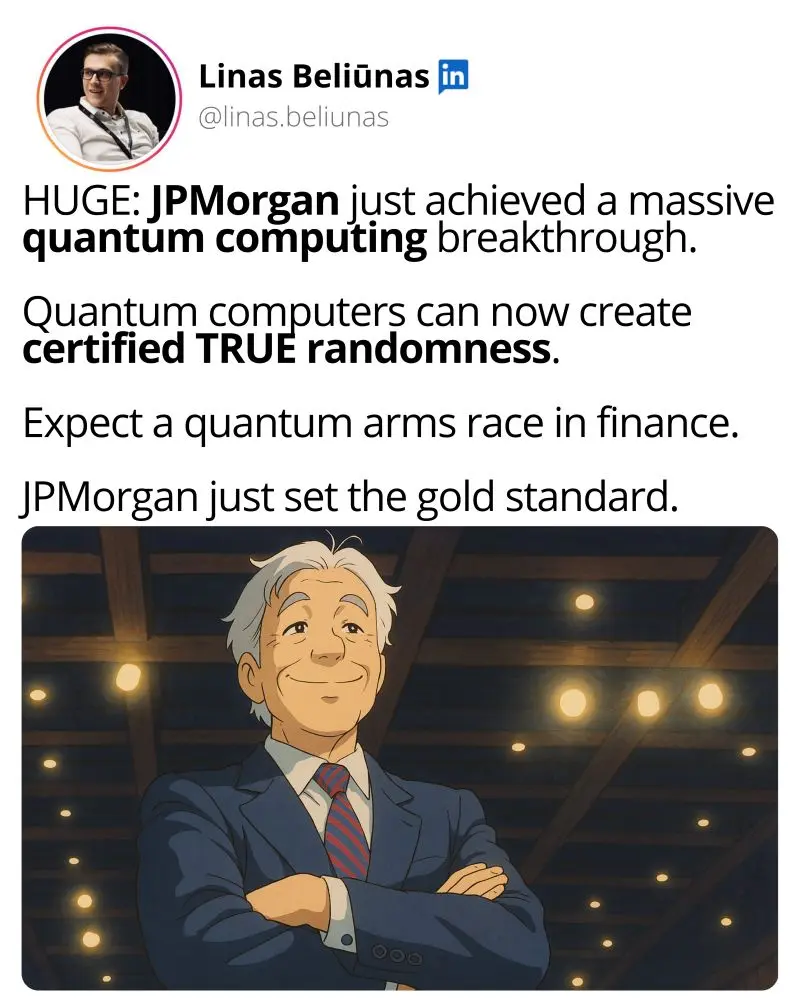 Linas Beliūnas in
@linas.beliunas
HUGE: JPMorgan just achieved a massive
quantum computing breakthrough.
Quantum computers can now create
certified TRUE randomness.
Expect a quantum arms race in finance.
JPMorgan just set the gold standard.